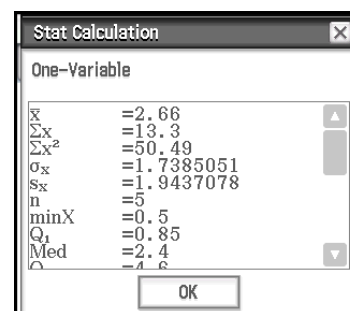 Stat Calculation
One-Variable
x̄ =2.66
Σx =13.3
Σx² =50.49
σx =1.7385051
sx =1.9437078
n =5
minX =0.5
Q₁ =0.85
Med =2.4
OK